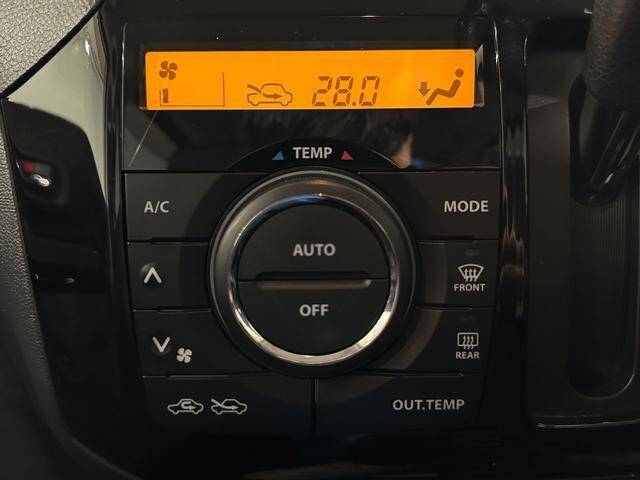 28.0
TEMP
A/C
MODE
AUTO
OFF
FRONT
REAR
OUT.TEMP